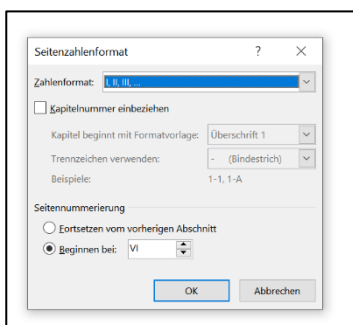 Seitenzahlenformat ? ×
Zahlenformat: I, II, III, ...
Kapitelnummer einbeziehen
Kapitel beginnt mit Formatvorlage: Überschrift 1
Trennzeichen verwenden: - (Bindestrich)
Beispiele: 1-1, 1-A
Seitennummerierung
Fortsetzen vom vorherigen Abschnitt
Beginnen bei: VI
OK Abbrechen